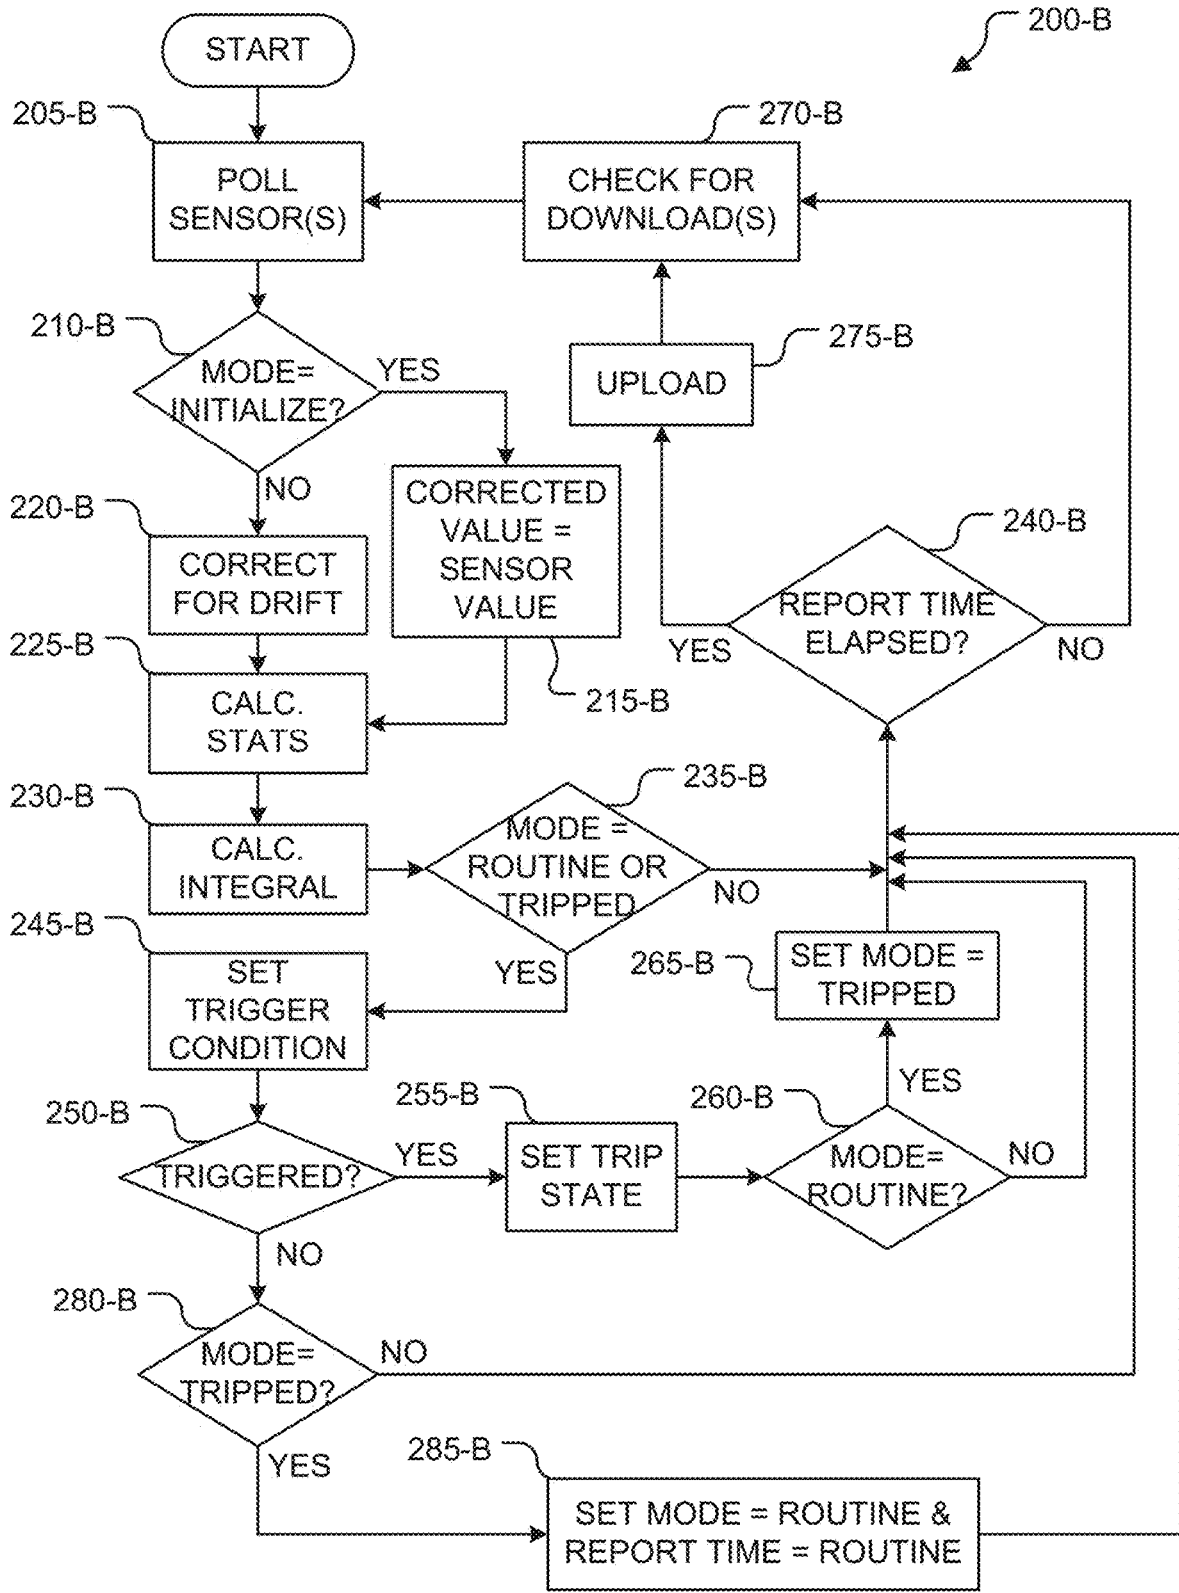 200-B
START
205-B
270-B
POLL
SENSOR(S)
CHECK FOR
DOWNLOAD(S)
210-B
275-B
MODE=
INITIALIZE?
YES
UPLOAD
NO
220-B
CORRECTED
VALUE =
SENSOR
VALUE
240-B
CORRECT
FOR DRIFT
REPORT TIME
ELAPSED?
YES
NO
225-B
215-B
CALC.
STATS
230-B
235-B
CALC.
INTEGRAL
MODE =
ROUTINE OR
TRIPPED
NO
245-B
YES
265-B
SET MODE =
TRIPPED
SET
TRIGGER
CONDITION
YES
250-B
255-B
260-B
TRIGGERED?
YES
SET TRIP
STATE
MODE=
ROUTINE?
NO
NO
280-B
MODE=
TRIPPED?
NO
YES
285-B
SET MODE = ROUTINE &
REPORT TIME = ROUTINE